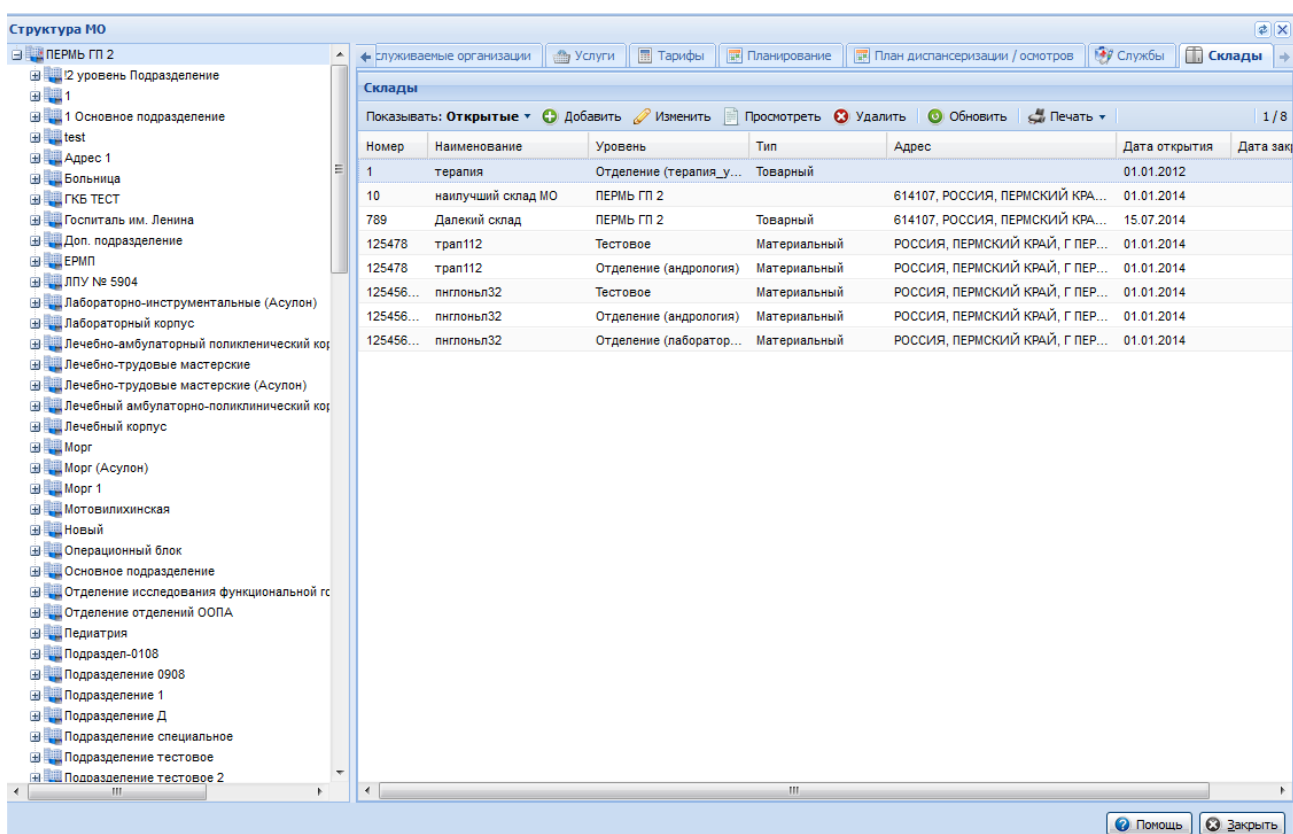 Структура МО
ПЕРМЬ ГП 2
!2 уровень Подразделение
1
1 Основное подразделение
test
Адрес 1
Больница
ГКБ ТЕСТ
Госпиталь им. Ленина
Доп. подразделение
ЕРМП
ЛПУ № 5904
Лабораторно-инструментальные (Асулон)
Лабораторный корпус
Лечебно-амбулаторный поликленический кор
Лечебно-трудовые мастерские
Лечебно-трудовые мастерские (Асулон)
Лечебный амбулаторно-поликлинический кор
Лечебный корпус
Морг
Морг (Асулон)
Морг 1
Мотовилихинская
Новый
Операционный блок
Основное подразделение
Отделение исследования функциональной го
Отделение отделений ООПА
Педиатрия
Подраздел-0108
Подразделение 0908
Подразделение 1
Подразделение Д
Подразделение специальное
Подразделение тестовое
Подразделение тестовое 2
служиваемые организации Услуги Тарифы Планирование План диспансеризации / осмотров Службы Склады
Склады
Показывать: Открытые Добавить Изменить Просмотреть Удалить Обновить Печать 1 / 8
Номер Наименование Уровень Тип Адрес Дата открытия Дата зак
1 терапия Отделение (терапия_у... Товарный 01.01.2012
10 наилучший склад МО ПЕРМЬ ГП 2 614107, РОССИЯ, ПЕРМСКИЙ КРА... 01.01.2014
789 Далекий склад ПЕРМЬ ГП 2 Товарный 614107, РОССИЯ, ПЕРМСКИЙ КРА... 15.07.2014
125478 трап112 Тестовое Материальный РОССИЯ, ПЕРМСКИЙ КРАЙ, Г ПЕР... 01.01.2014
125478 трап112 Отделение (андрология) Материальный РОССИЯ, ПЕРМСКИЙ КРАЙ, Г ПЕР... 01.01.2014
125456... пнглоньл32 Тестовое Материальный РОССИЯ, ПЕРМСКИЙ КРАЙ, Г ПЕР... 01.01.2014
125456... пнглоньл32 Отделение (андрология) Материальный РОССИЯ, ПЕРМСКИЙ КРАЙ, Г ПЕР... 01.01.2014
125456... пнглоньл32 Отделение (лаборатор... Материальный РОССИЯ, ПЕРМСКИЙ КРАЙ, Г ПЕР... 01.01.2014
Помощь Закрыть